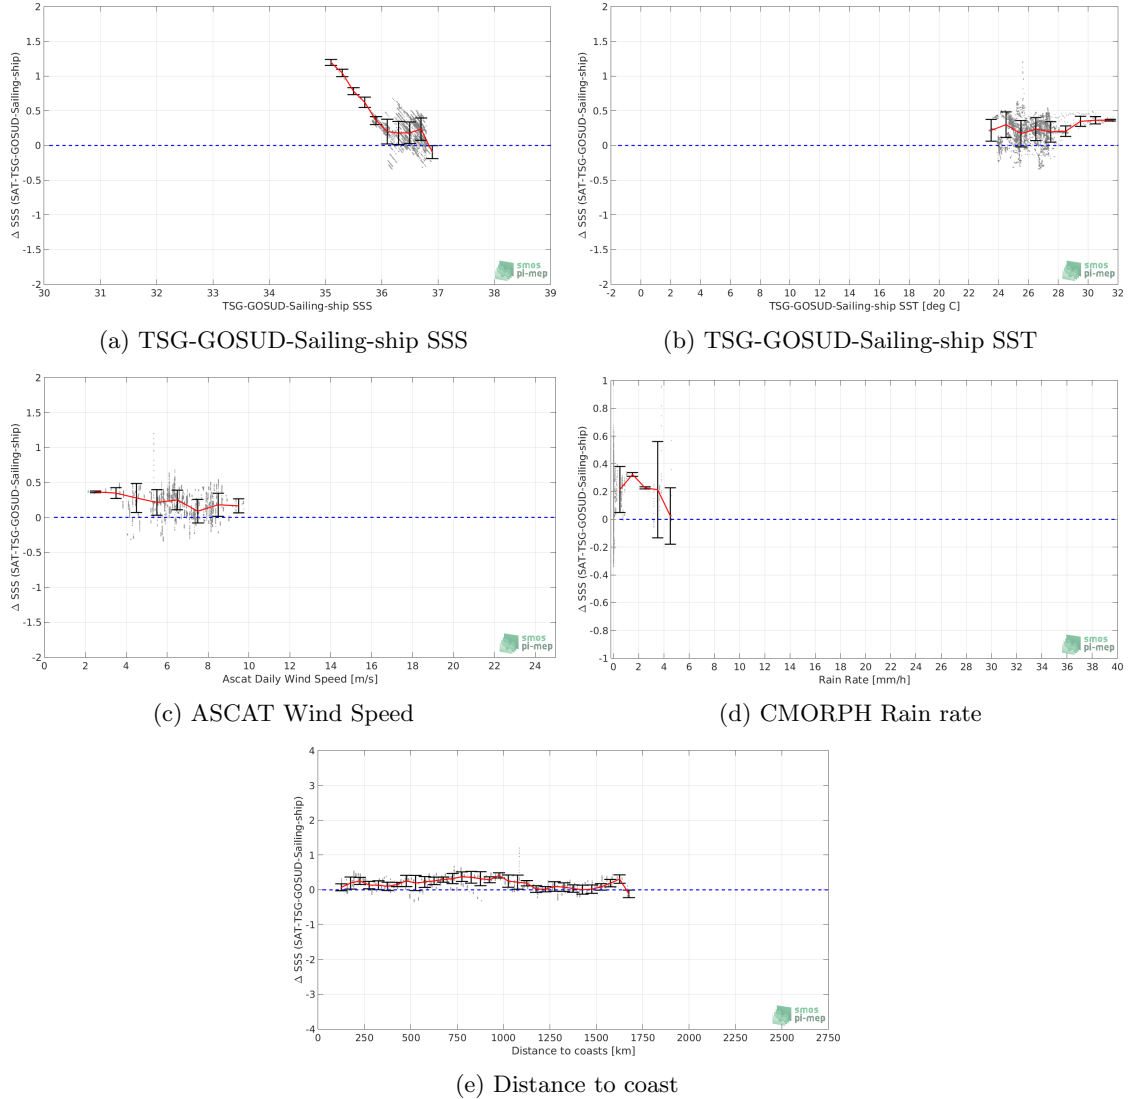 Δ SSS (SAT-TSG-GOSUD-Sailing-ship)
2
1.5
1
0.5
0
-0.5
-1
-1.5
-2
30 31 32 33 34 35 36 37 38 39
TSG-GOSUD-Sailing-ship SSS
smos
pi-mep
(a) TSG-GOSUD-Sailing-ship SSS
Δ SSS (SAT-TSG-GOSUD-Sailing-ship)
2
1.5
1
0.5
0
-0.5
-1
-1.5
-2
-2 0 2 4 6 8 10 12 14 16 18 20 22 24 26 28 30 32
TSG-GOSUD-Sailing-ship SST [deg C]
smos
pi-mep
(b) TSG-GOSUD-Sailing-ship SST
Δ SSS (SAT-TSG-GOSUD-Sailing-ship)
2
1.5
1
0.5
0
-0.5
-1
-1.5
-2
0 2 4 6 8 10 12 14 16 18 20 22 24
Ascat Daily Wind Speed [m/s]
smos
pi-mep
(c) ASCAT Wind Speed
Δ SSS (SAT-TSG-GOSUD-Sailing-ship)
1
0.8
0.6
0.4
0.2
0
-0.2
-0.4
-0.6
-0.8
-1
0 2 4 6 8 10 12 14 16 18 20 22 24 26 28 30 32 34 36 38 40
Rain Rate [mm/h]
smos
pi-mep
(d) CMORPH Rain rate
Δ SSS (SAT-TSG-GOSUD-Sailing-ship)
4
3
2
1
0
-1
-2
-3
-4
0 250 500 750 1000 1250 1500 1750 2000 2250 2500 2750
Distance to coasts [km]
smos
pi-mep
(e) Distance to coast